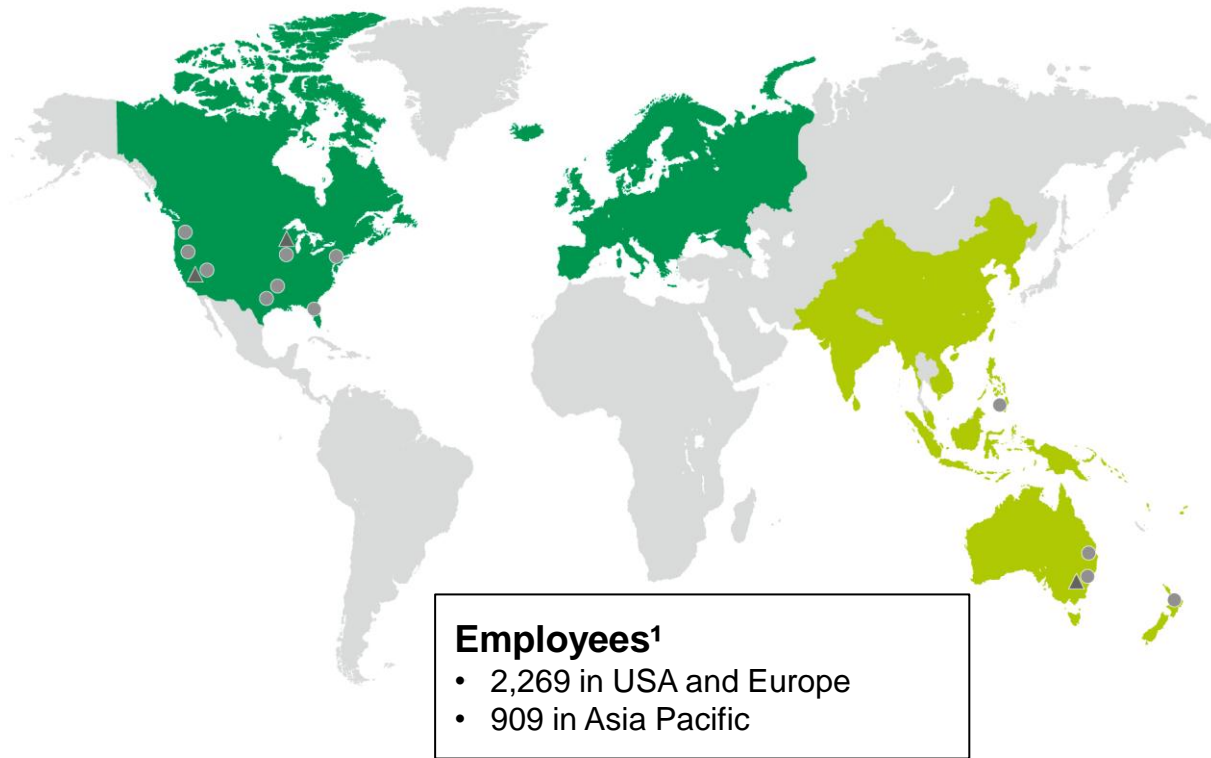 Employees¹
• 2,269 in USA and Europe
• 909 in Asia Pacific